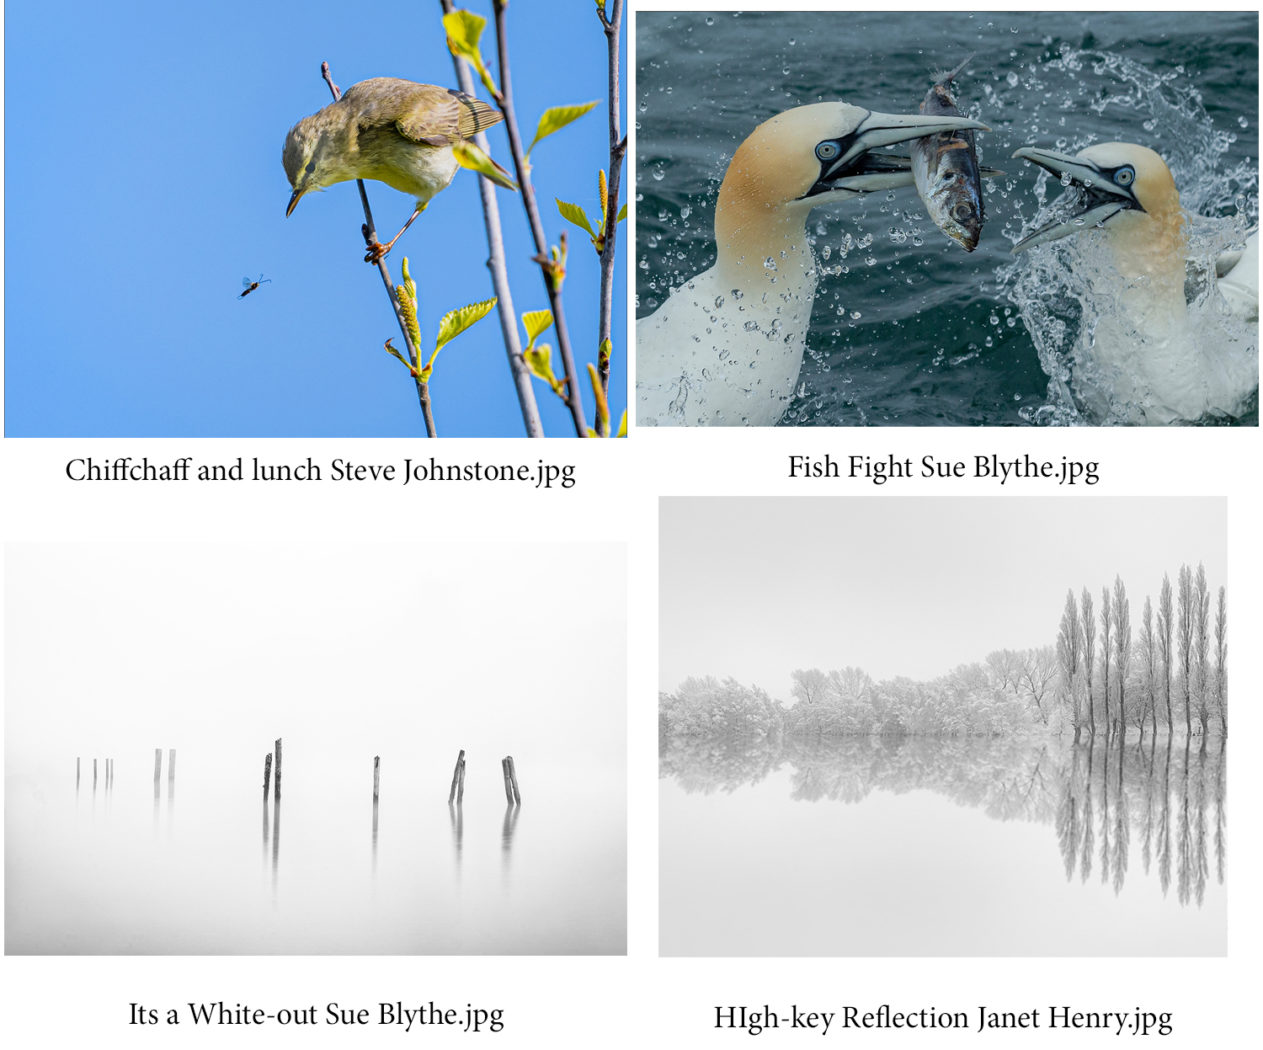 Chiffchaff and lunch Steve Johnstone.jpg
Fish Fight Sue Blythe.jpg
Its a White-out Sue Blythe.jpg
HIgh-key Reflection Janet Henry.jpg